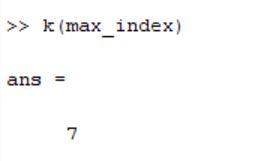 >> k(max_index)
ans =
7